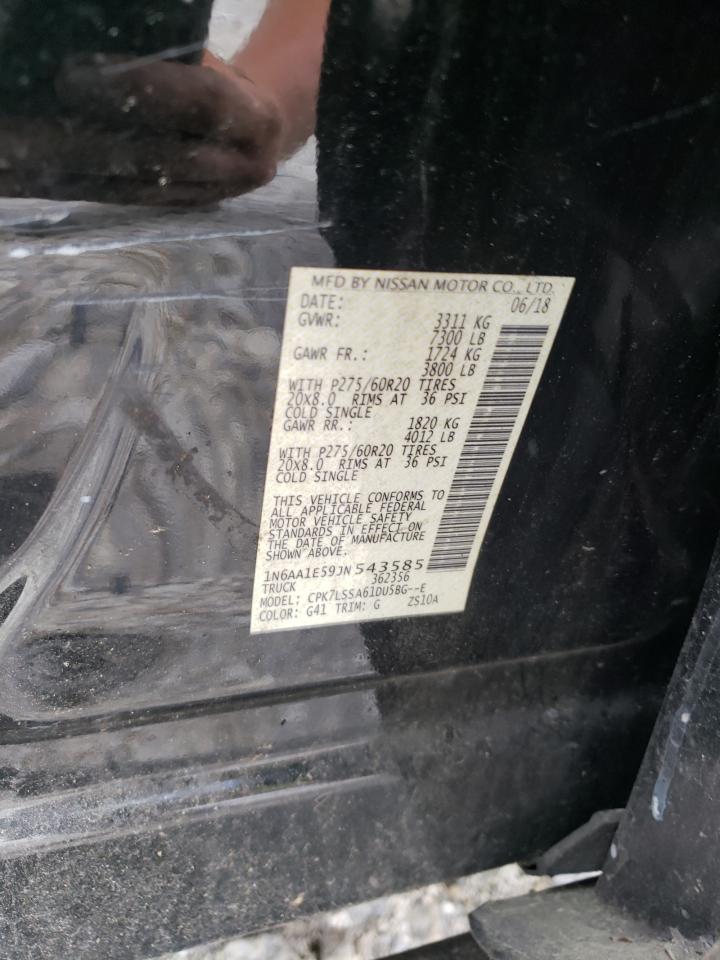 MFD BY NISSAN MOTOR CO., LTD.
DATE: 06/18
GVWR: 3311 KG
7300 LB
GAWR FR.: 1724 KG
3800 LB
WITH P275/60R20 TIRES
20X8.0 RIMS AT 36 PSI
COLD SINGLE
GAWR RR.: 1820 KG
4012 LB
WITH P275/60R20 TIRES
20X8.0 RIMS AT 36 PSI
COLD SINGLE
THIS VEHICLE CONFORMS TO
ALL APPLICABLE FEDERAL
MOTOR VEHICLE SAFETY
STANDARDS IN EFFECT ON
THE DATE OF MANUFACTURE
SHOWN ABOVE.
1N6AA1E59JN543585
TRUCK 362356
MODEL: CPK7LSSA61DU5BG--E
COLOR: G41 TRIM: G ZS10A